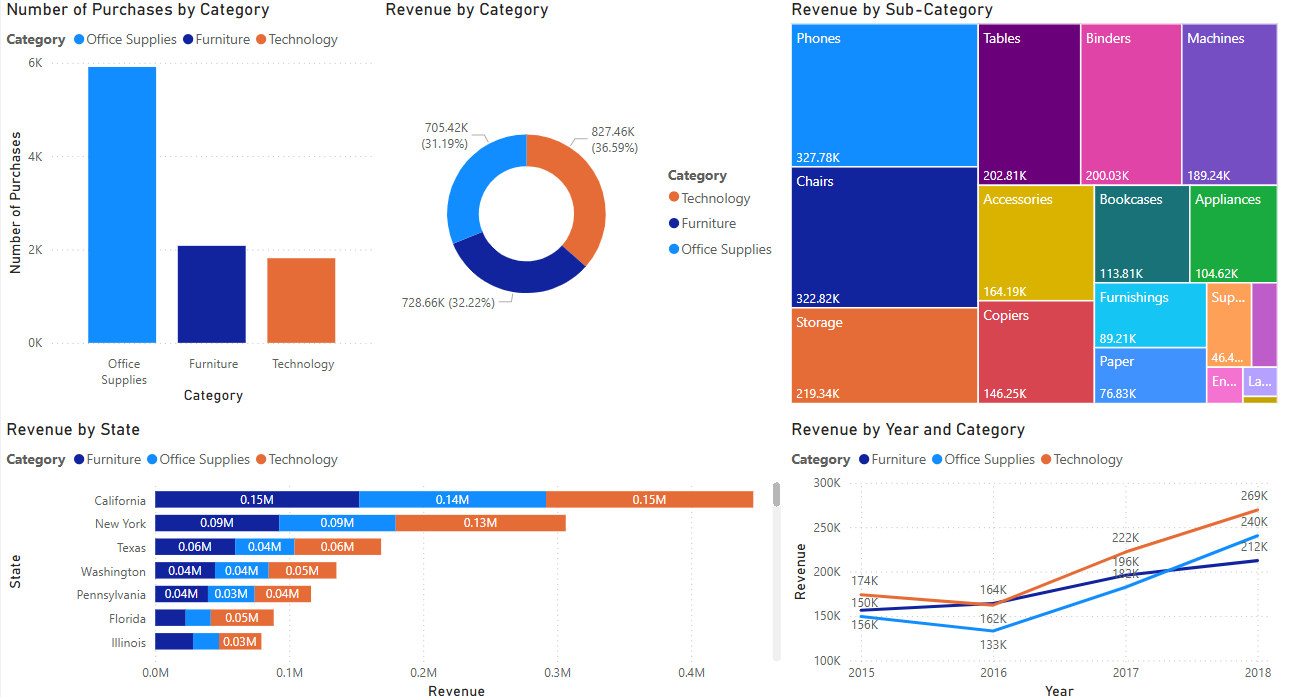 Number of Purchases by Category
Category Office Supplies Furniture Technology
Number of Purchases
6K
4K
2K
0K
Office
Supplies
Furniture
Technology
Category
Revenue by Category
705.42K
(31.19%)
827.46K
(36.59%)
728.66K (32.22%)
Category
Technology
Furniture
Office Supplies
Revenue by Sub-Category
Phones
327.78K
Chairs
322.82K
Storage
219.34K
Tables
202.81K
Binders
200.03K
Machines
189.24K
Accessories
164.19K
Copiers
146.25K
Bookcases
113.81K
Appliances
104.62K
Furnishings
89.21K
Paper
76.83K
Sup...
46.4...
En...
La...
Revenue by State
Category Furniture Office Supplies Technology
State
California 0.15M 0.14M 0.15M
New York 0.09M 0.09M 0.13M
Texas 0.06M 0.04M 0.06M
Washington 0.04M 0.04M 0.05M
Pennsylvania 0.04M 0.03M 0.04M
Florida 0.05M
Illinois 0.03M
0.0M 0.1M 0.2M 0.3M 0.4M
Revenue
Revenue by Year and Category
Category Furniture Office Supplies Technology
Revenue
300K
250K
200K
150K
100K
174K
150K
156K
164K
162K
133K
222K
196K
182K
269K
240K
212K
2015 2016 2017 2018
Year